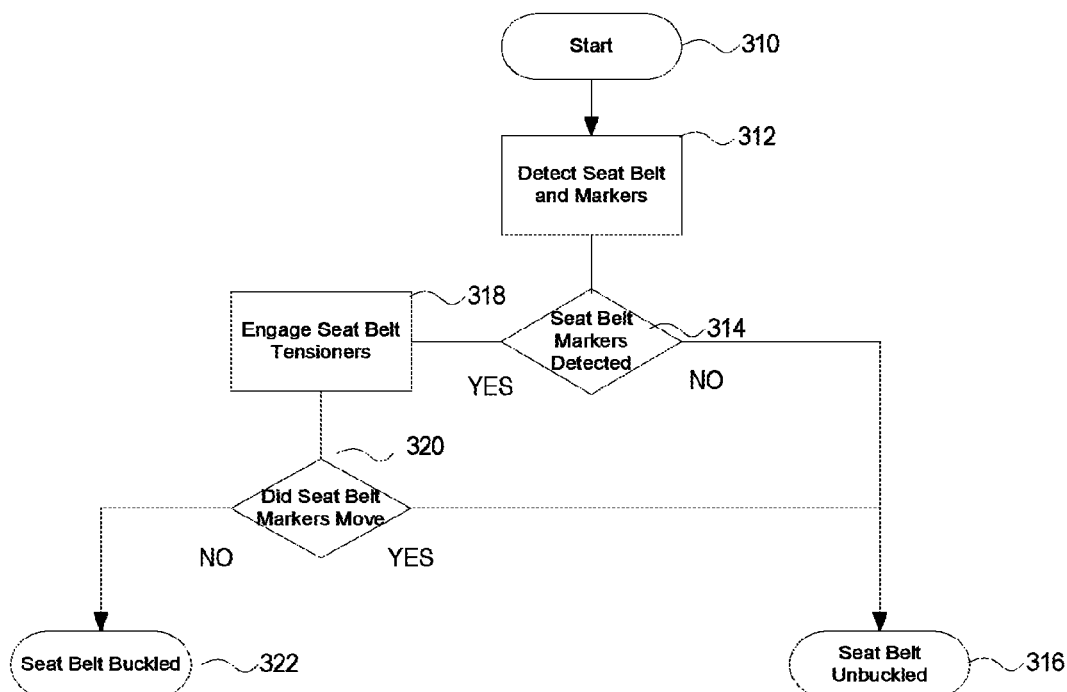 Start
310
312
Detect Seat Belt
and Markers
318
Engage Seat Belt
Tensioners
Seat Belt
Markers
Detected
314
YES
NO
320
Did Seat Belt
Markers Move
NO
YES
Seat Belt Buckled
322
Seat Belt
Unbuckled
316